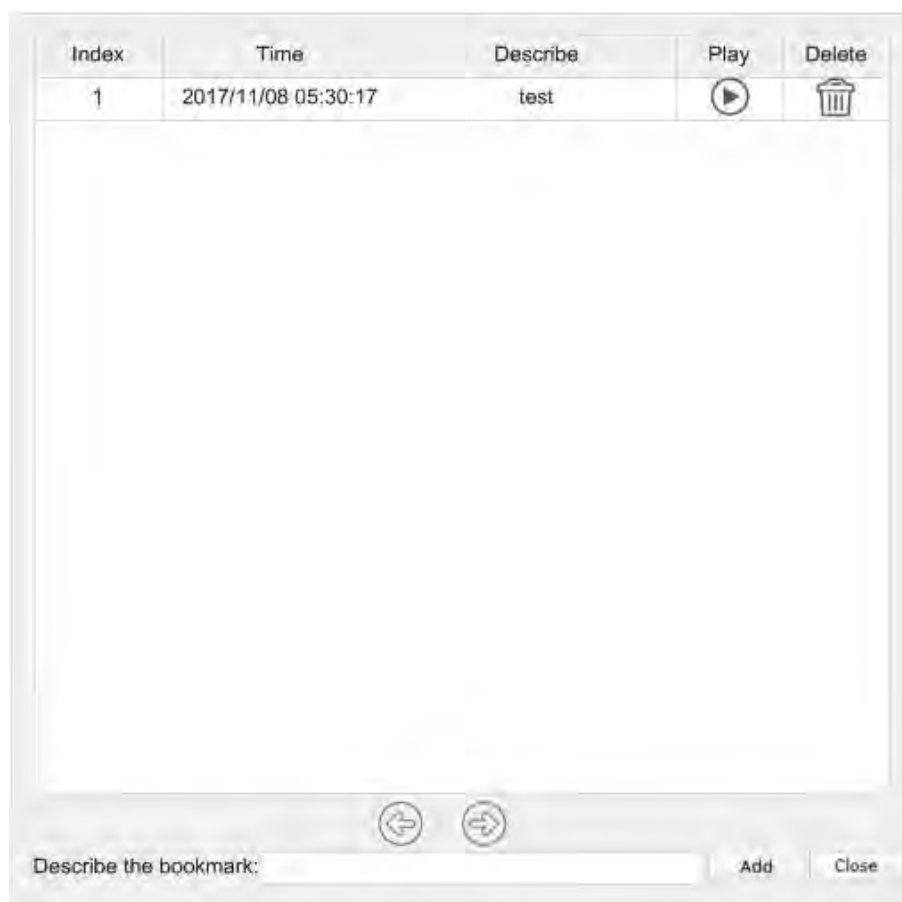 Index Time Describe Play Delete
1 2017/11/08 05:30:17 test
Describe the bookmark: Add Close